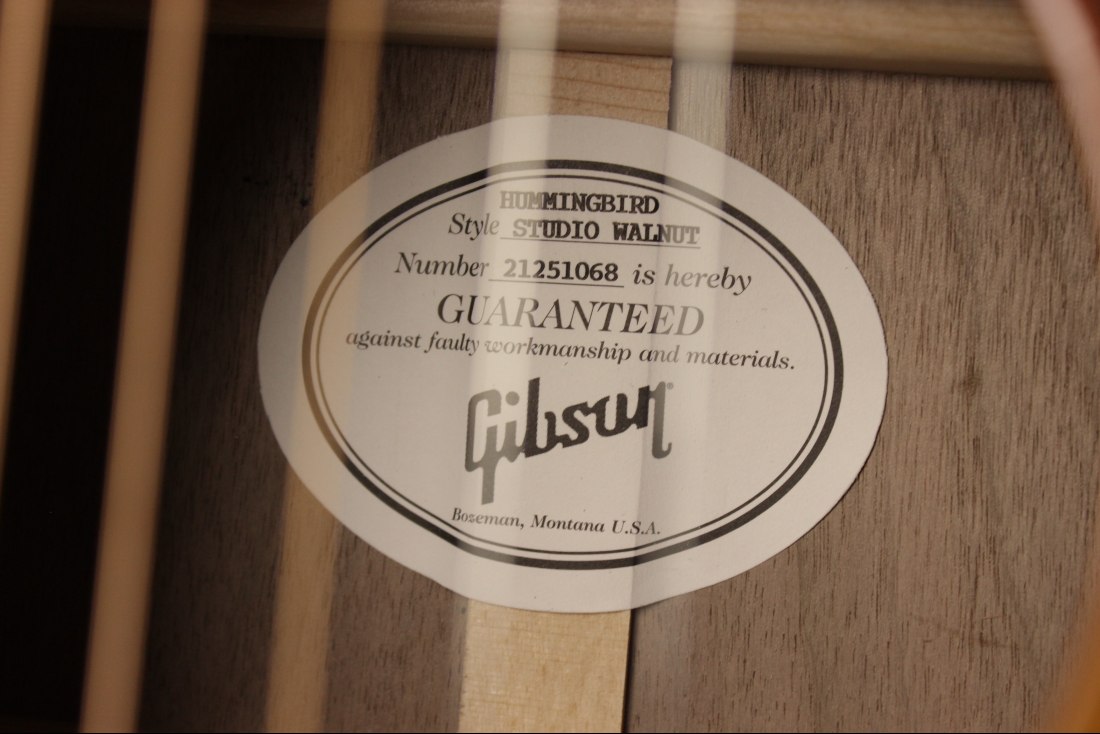 HUMMINGBIRD
Style STUDIO WALNUT
Number 21251068 is hereby
GUARANTEED
against faulty workmanship and materials.
Gibson®
Bozeman, Montana U.S.A.